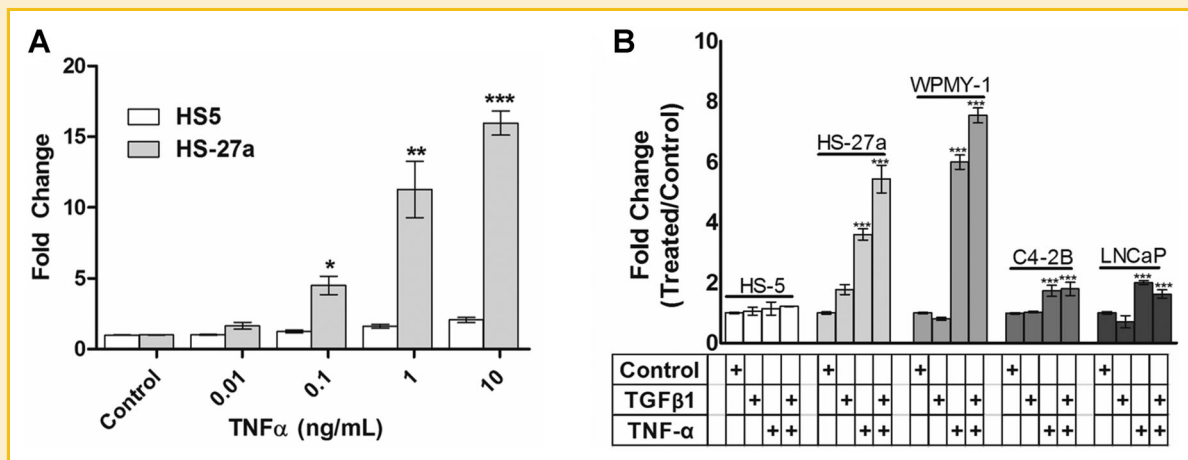 A
20
15
10
5
0
Fold Change
HS5
HS-27a
*
**
***
Control
0.01
0.1
1
10
TNFα (ng/mL)
B
10
8
6
4
2
0
Fold Change
(Treated/Control)
HS-5
HS-27a
*** ***
WPMY-1
*** ***
C4-2B
*** ***
LNCaP
*** ***
Control + + + + +
TGFβ1 + + + + + + + + + +
TNF-α + + + + + + + + + +